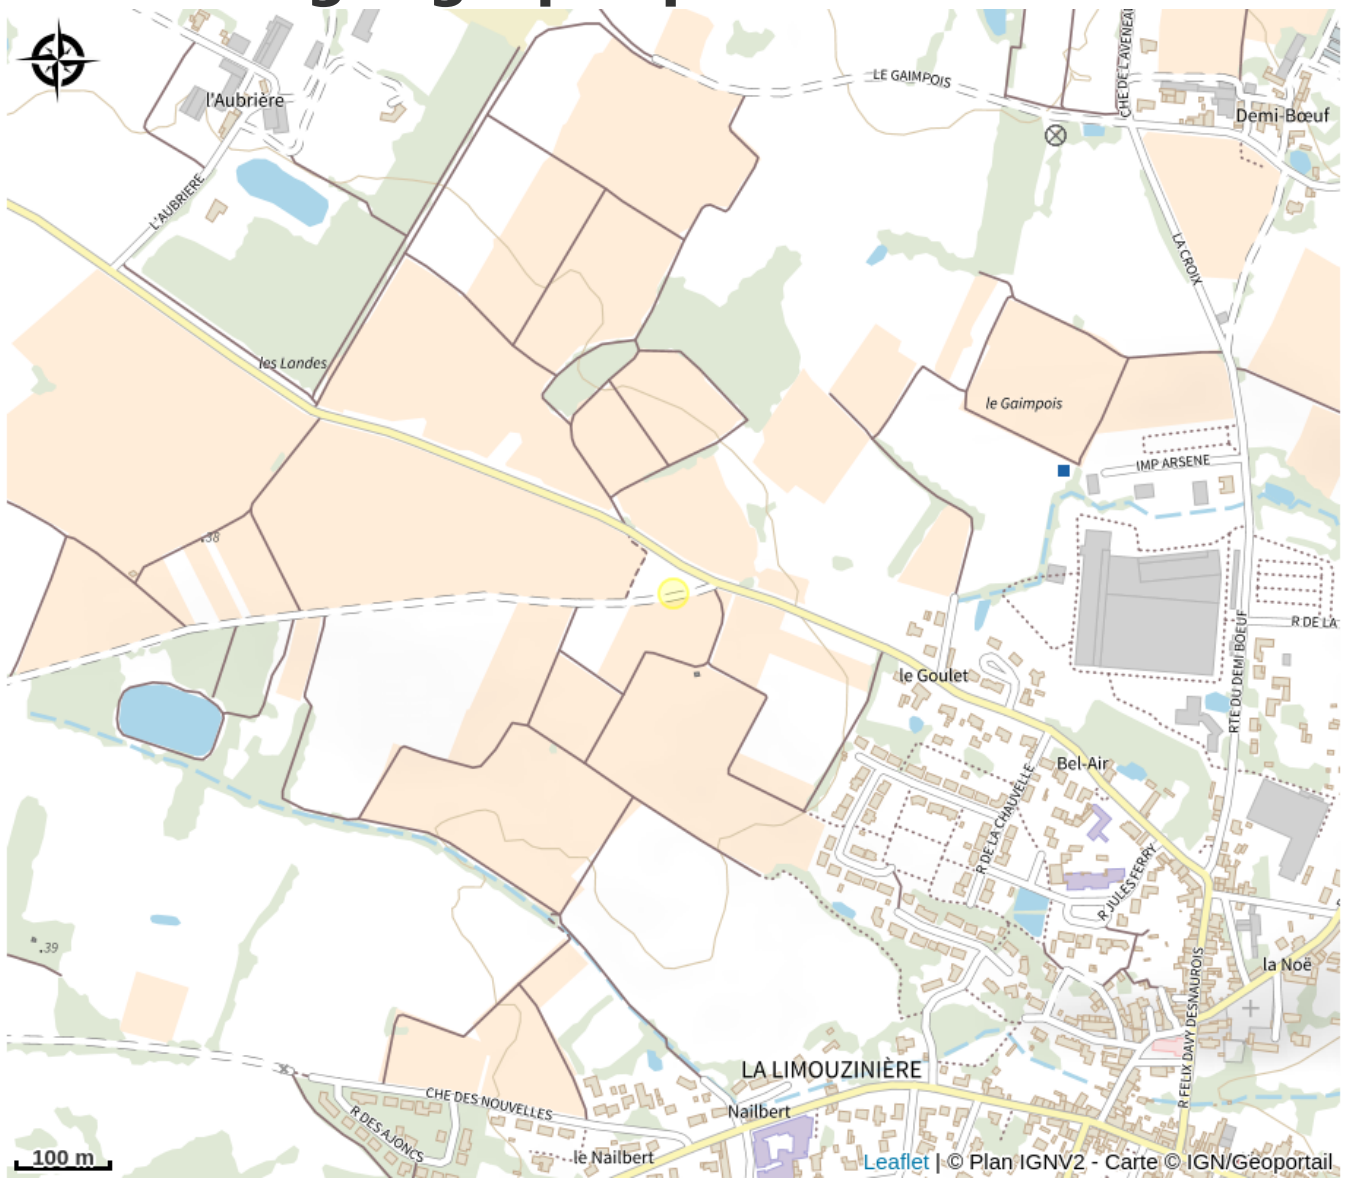 LE GAIMPOIS
CHE DE L'AVENEAU
l'Aubrière
Demi-Bœuf
L'AUBRIERE
LA CROIX
les Landes
le Gaimpois
IMP ARSENE
.38
R DE LA
RTE DU DEMI BOEUF
le Goulet
Bel-Air
R DE LA CHAUVELLE
R JULES FERRY
.39
la Noë
R FELIX DAVY DESNAUROIS
LA LIMOUZINIÈRE
CHE DES NOUVELLES
Nailbert
R DES AJONCS
le Nailbert
100 m
Leaflet | © Plan IGNV2 - Carte © IGN/Geoportail